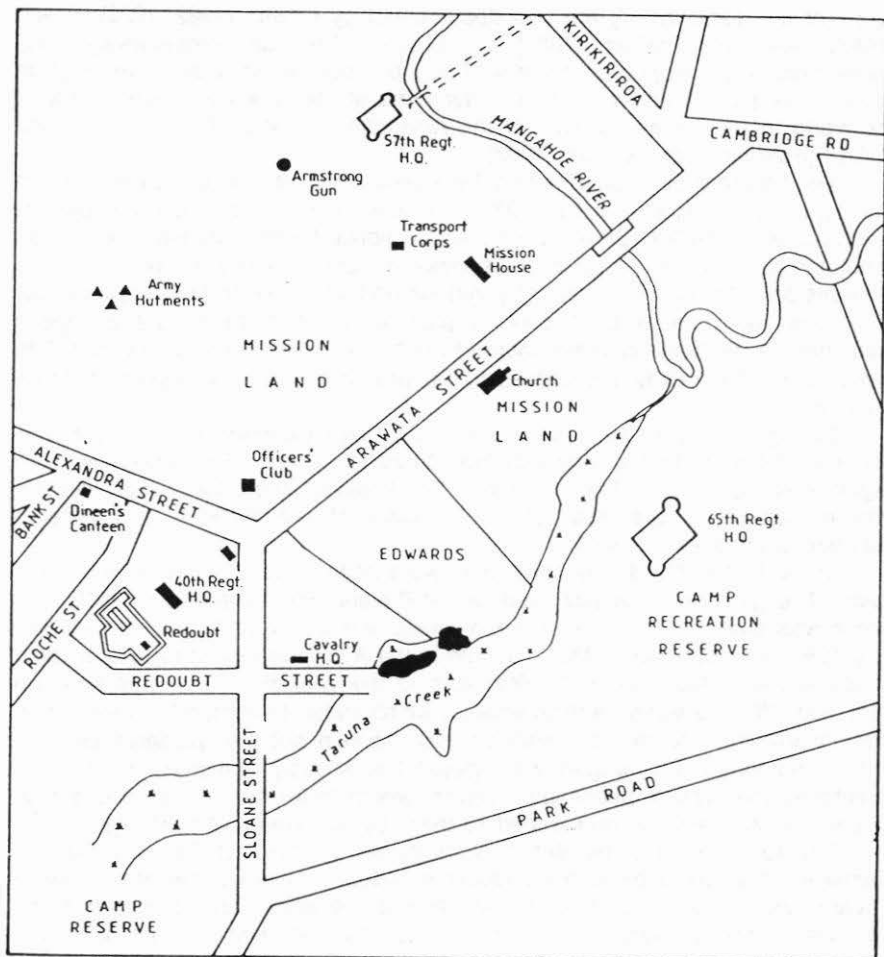 KIRIKIRIROA
CAMBRIDGE RD
MANGAHOE RIVER
57th Regt.
H.Q.
Armstrong
Gun
Transport
Corps
Mission
House
Army
Hutments
MISSION
LAND
ARAWATA STREET
Church
MISSION
LAND
Officers'
Club
ALEXANDRA STREET
BANK ST
Dineen's
Canteen
65th Regt.
H.Q.
EDWARDS
40th Regt.
H.Q.
ROCHE ST
Redoubt
CAMP
RECREATION
RESERVE
Cavalry
H.Q.
REDOUBT STREET
Taruna Creek
SLOANE STREET
PARK ROAD
CAMP
RESERVE